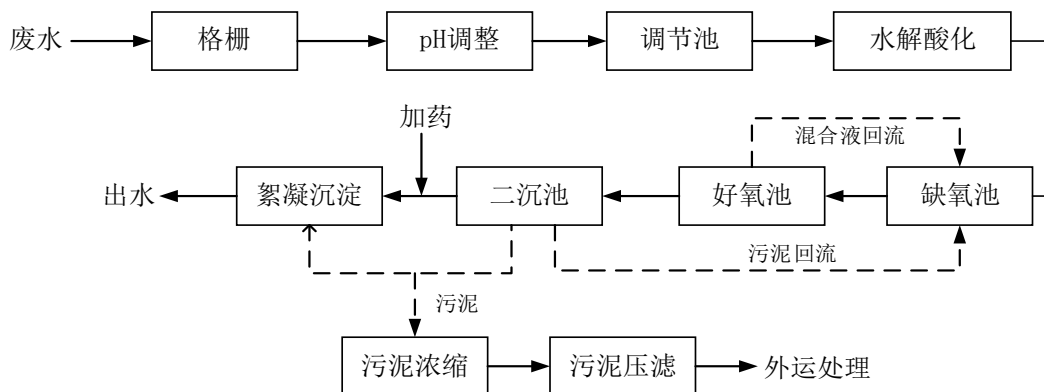 废水
格栅
pH调整
调节池
水解酸化
加药
混合液回流
出水
絮凝沉淀
二沉池
好氧池
缺氧池
污泥回流
污泥
污泥浓缩
污泥压滤
外运处理